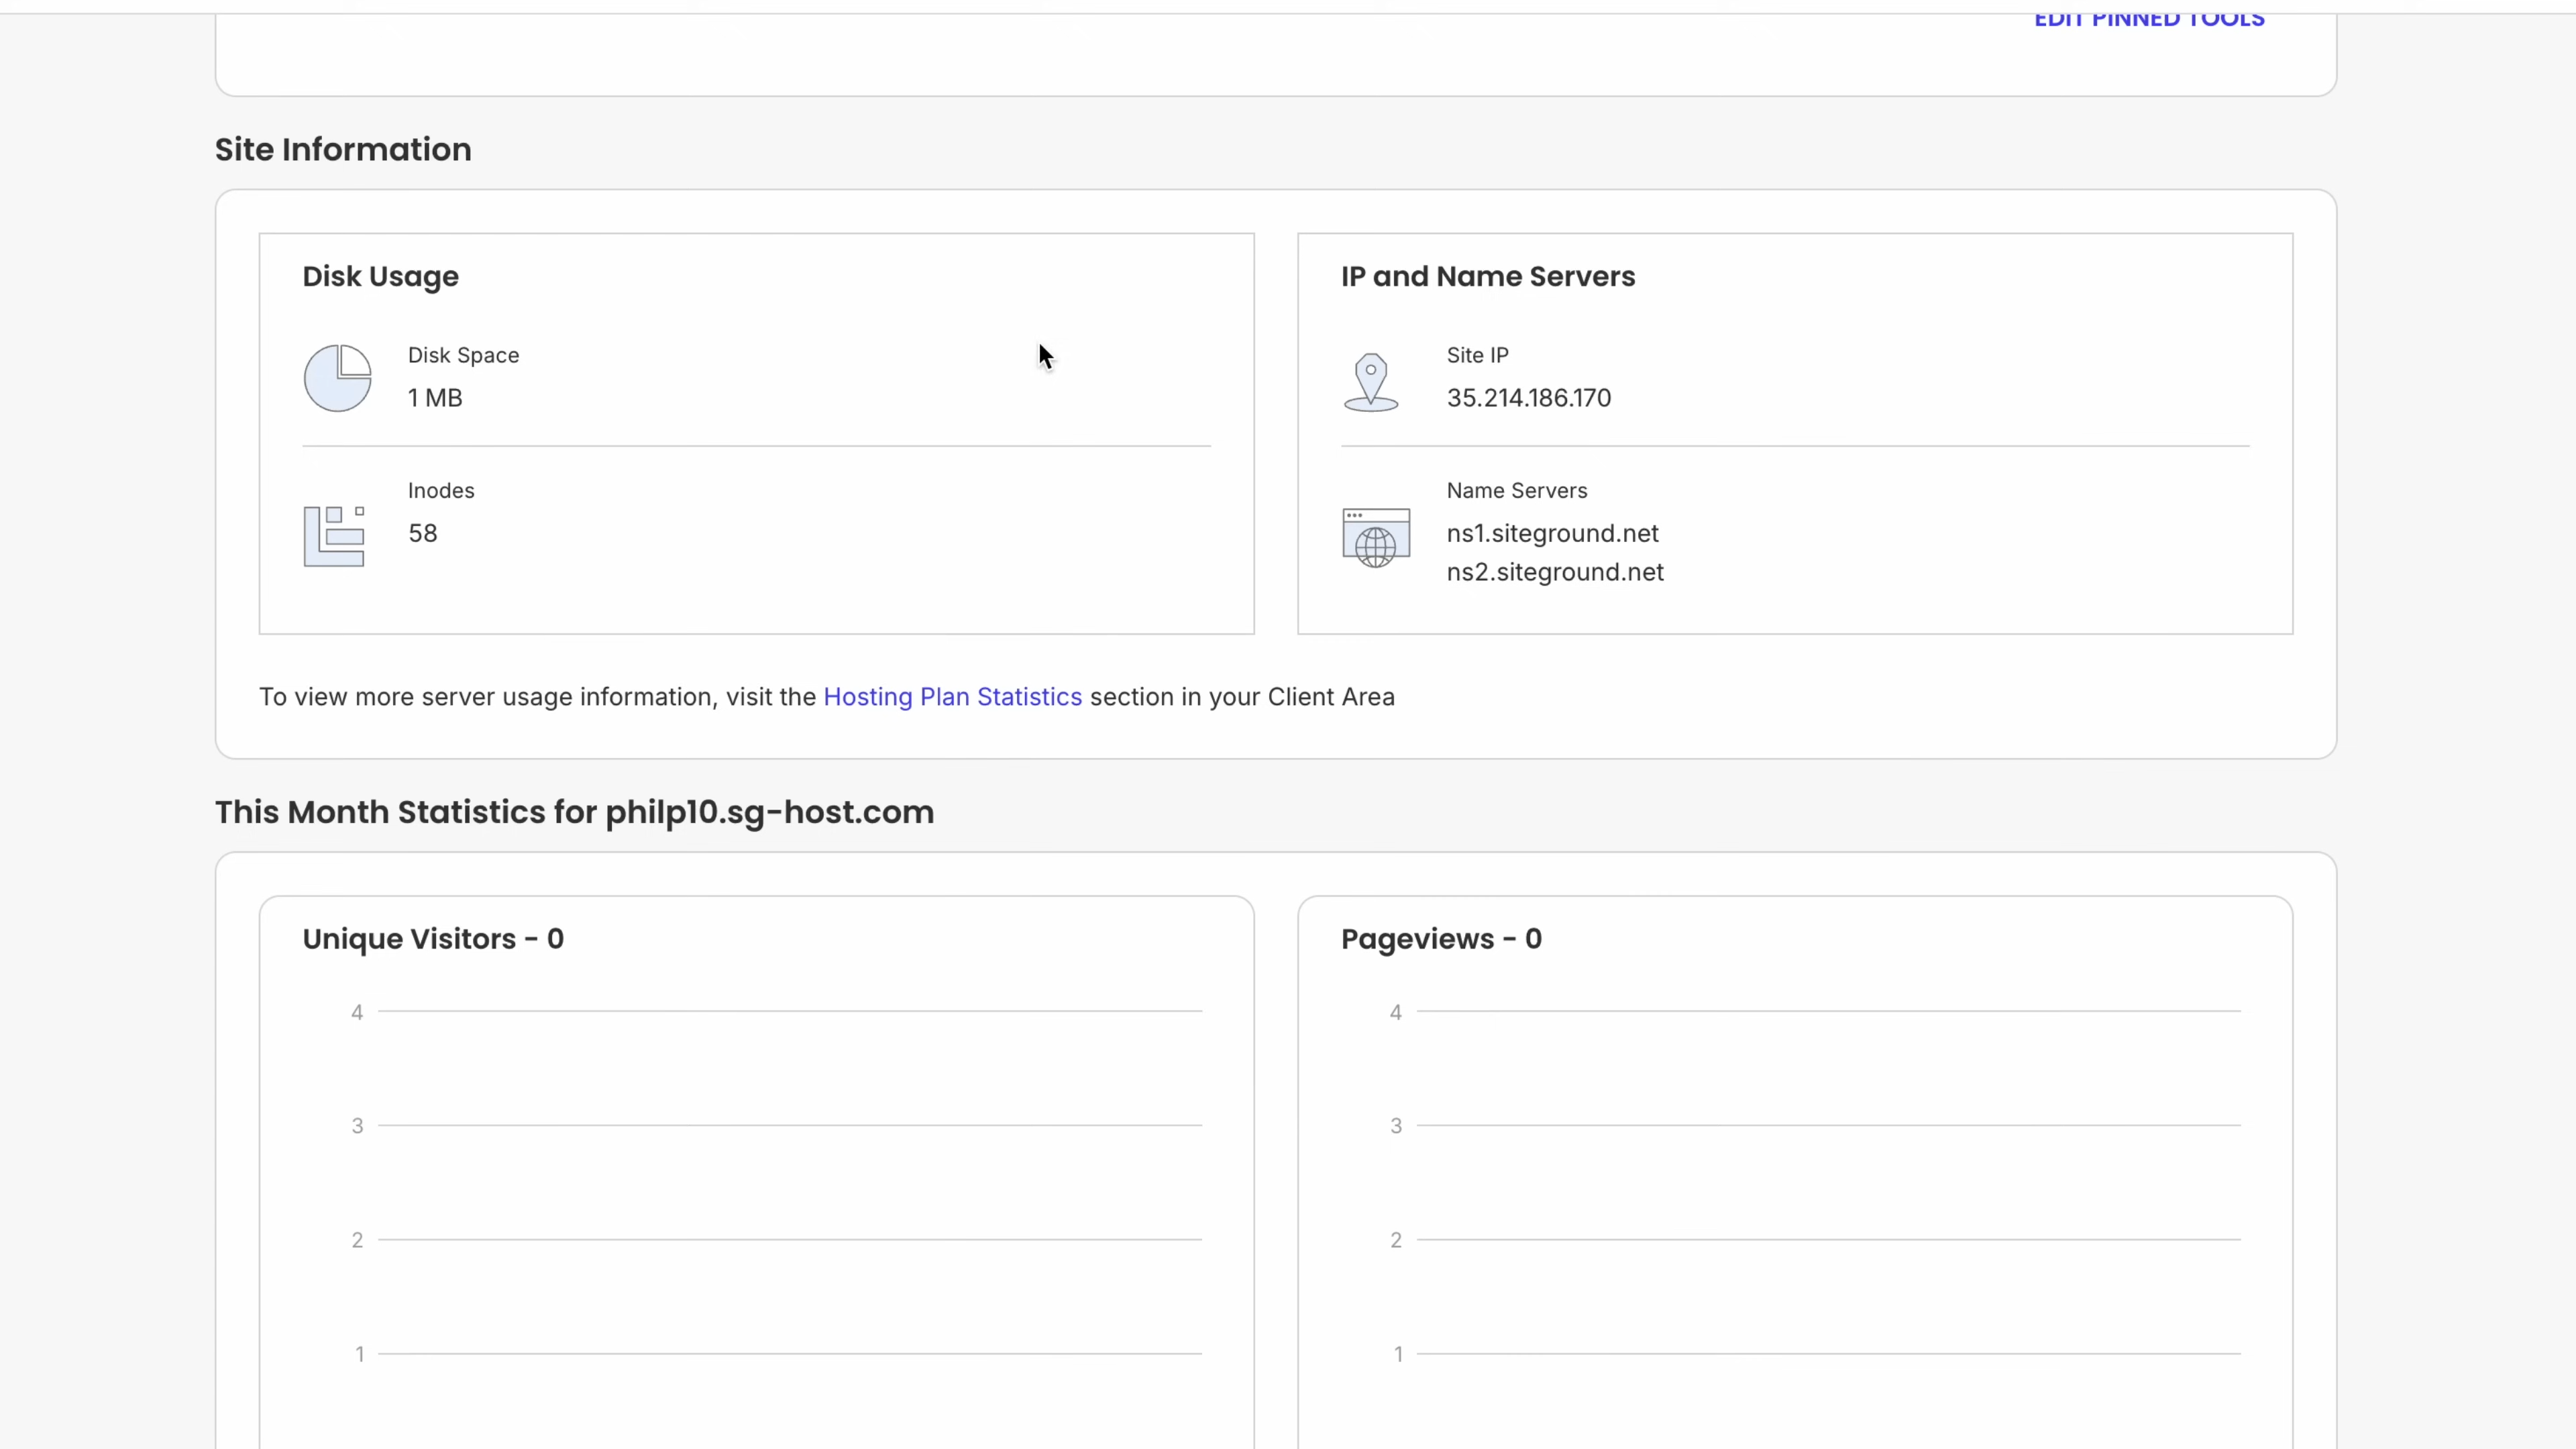 EDIT PINNED TOOLS
Site Information
Disk Usage
Disk Space
1 MB
Inodes
58
IP and Name Servers
Site IP
35.214.186.170
Name Servers
ns1.siteground.net
ns2.siteground.net
To view more server usage information, visit the Hosting Plan Statistics section in your Client Area
This Month Statistics for philp10.sg-host.com
Unique Visitors - 0
4
3
2
1
Pageviews - 0
4
3
2
1